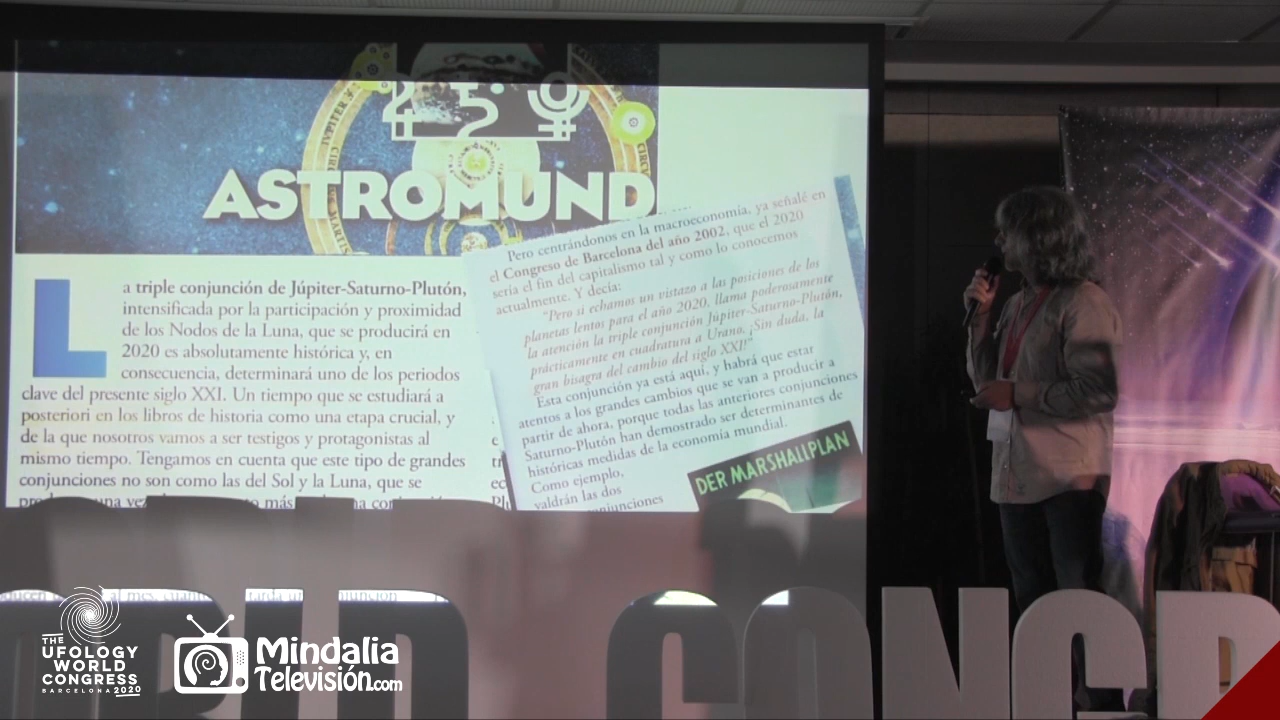 ASTROMUND
La triple conjunción de Júpiter-Saturno-Plutón,
intensificada por la participación y proximidad
de los Nodos de la Luna, que se producirá en
2020 es absolutamente histórica y, en
consecuencia, determinará uno de los periodos
clave del presente siglo XXI. Un tiempo que se estudiará a
posteriori en los libros de historia como una etapa crucial, y
de la que nosotros vamos a ser testigos y protagonistas al
mismo tiempo. Tengamos en cuenta que este tipo de grandes
conjunciones no son como las del Sol y la Luna, que se
Pero centrándonos en la macroeconomía, ya señalé en
el Congreso de Barcelona del año 2002, que el 2020
sería el fin del capitalismo tal y como lo conocemos
actualmente. Y decía:
"Pero si echamos un vistazo a las posiciones de los
planetas lentos para el año 2020, llama poderosamente
la atención la triple conjunción Júpiter-Saturno-Plutón,
prácticamente en cuadratura a Urano. ¡Sin duda, la
gran bisagra del cambio del siglo XXI!"
Esta conjunción ya está aquí, y habrá que estar
atentos a los grandes cambios que se van a producir a
partir de ahora, porque todas las anteriores conjunciones
Saturno-Plutón han demostrado ser determinantes de
históricas medidas de la economía mundial.
Como ejemplo,
valdrán las dos
conjunciones
DER MARSHALLPLAN
WORLD CONGR
THE
UFOLOGY
WORLD
CONGRESS
BARCELONA 2020
Mindalia
Televisión.com